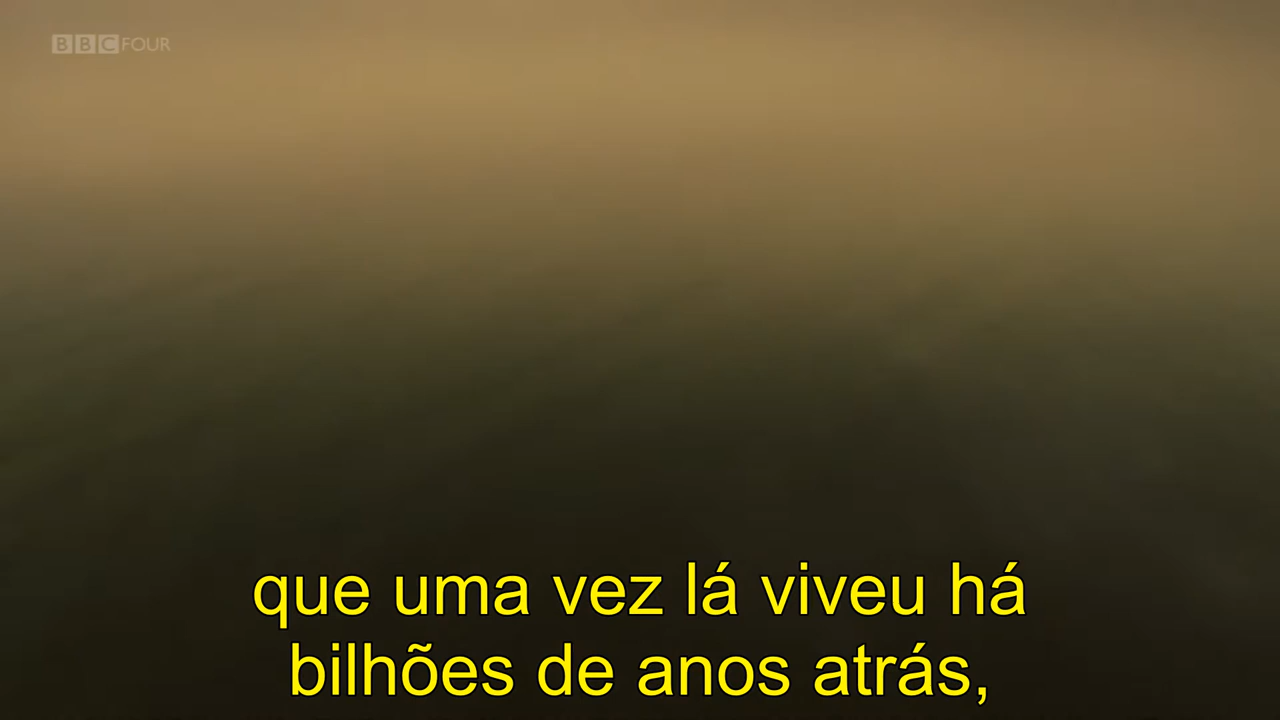 BBC FOUR
que uma vez lá viveu há
bilhões de anos atrás,